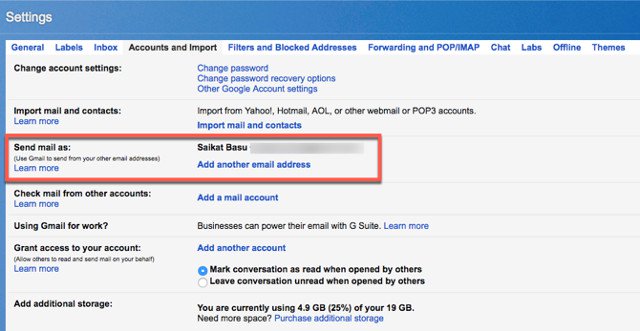 Settings
General Labels Inbox Accounts and Import Filters and Blocked Addresses Forwarding and POP/IMAP Chat Labs Offline Themes
Change account settings: Change password
Change password recovery options
Other Google Account settings
Import mail and contacts: Import from Yahoo!, Hotmail, AOL, or other webmail or POP3 accounts.
Learn more
Import mail and contacts
Send mail as: Saikat Basu
(Use Gmail to send from your other email addresses)
Add another email address
Learn more
Check mail from other accounts: Add a mail account
Learn more
Using Gmail for work? Businesses can power their email with G Suite. Learn more
Grant access to your account: Add another account
(Allow others to read and send mail on your behalf)
Learn more
Mark conversation as read when opened by others
Leave conversation unread when opened by others
Add additional storage: You are currently using 4.9 GB (25%) of your 19 GB.
Need more space? Purchase additional storage